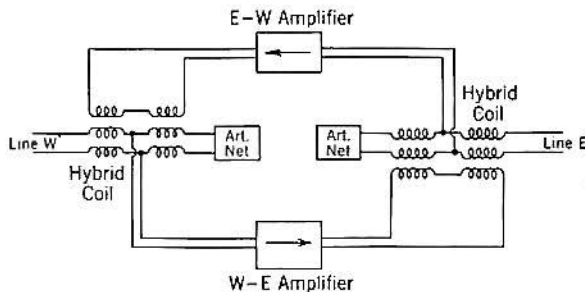 E-W Amplifier
Hybrid
Coil
Line W
Art.
Net
Art.
Net
Line E
Hybrid
Coil
W-E Amplifier